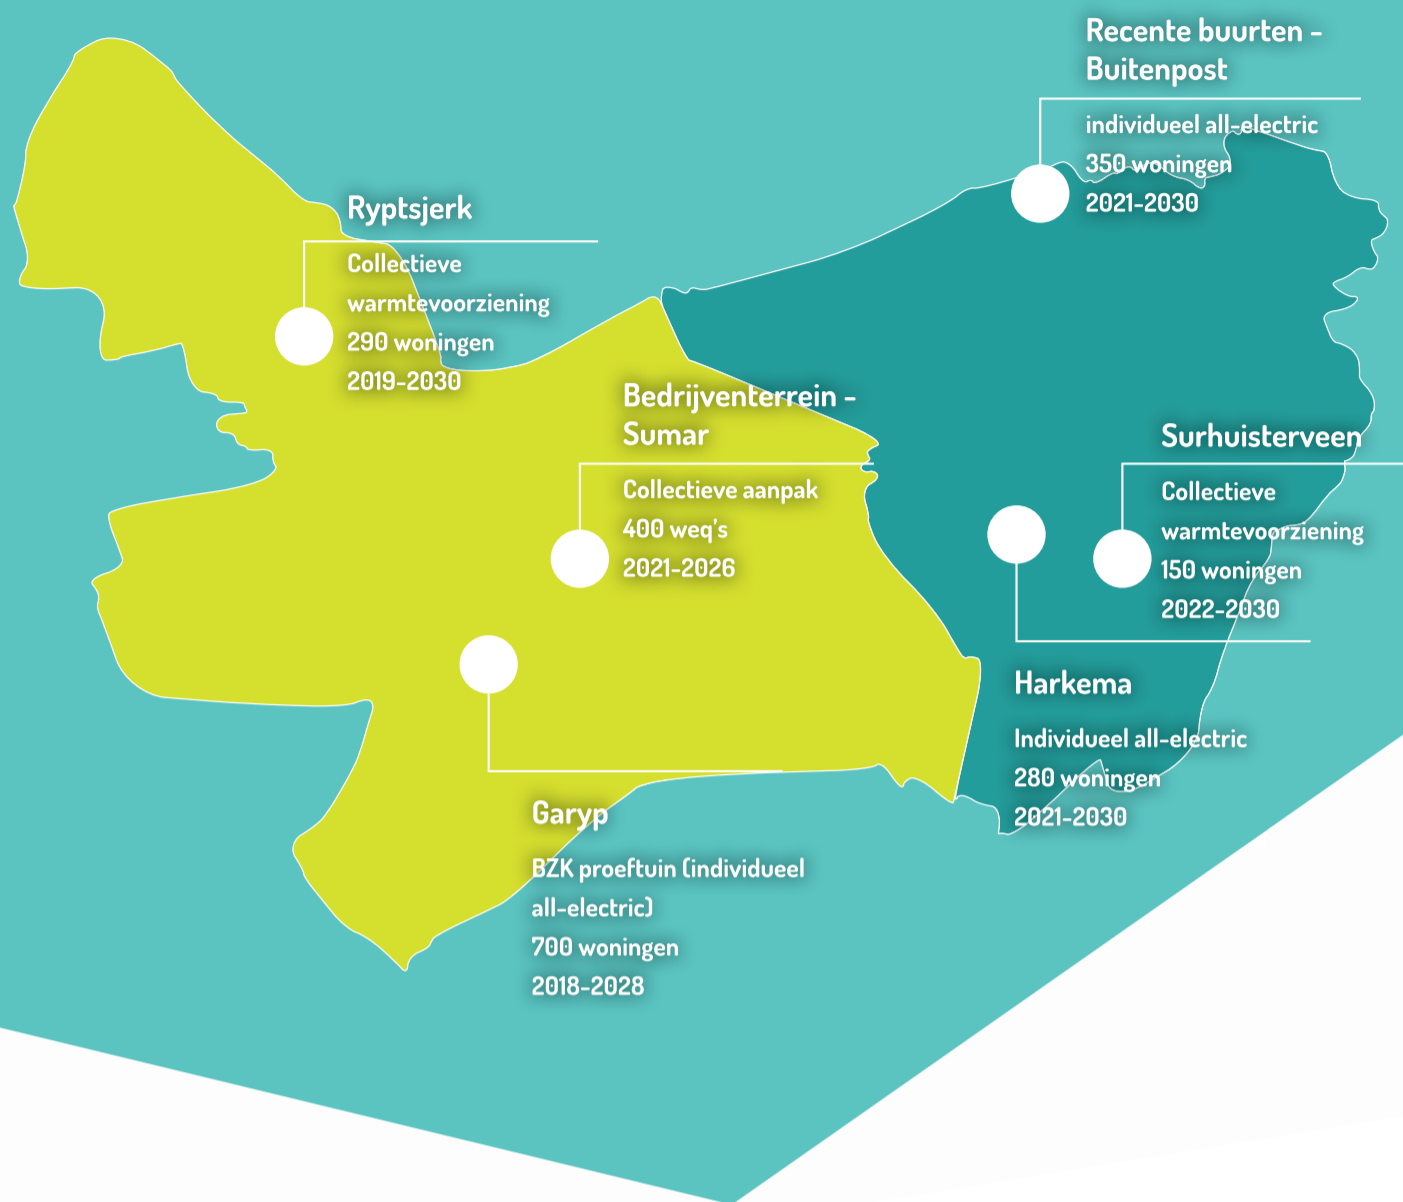 Recente buurten -
Buitenpost
individueel all-electric
350 woningen
2021-2030
Ryptsjerk
Collectieve
warmtevoorziening
290 woningen
2019-2030
Bedrijventerrein -
Sumar
Collectieve aanpak
400 weq's
2021-2026
Surhuisterveen
Collectieve
warmtevoorziening
150 woningen
2022-2030
Harkema
Individueel all-electric
280 woningen
2021-2030
Garyp
BZK proeftuin (individueel
all-electric)
700 woningen
2018-2028